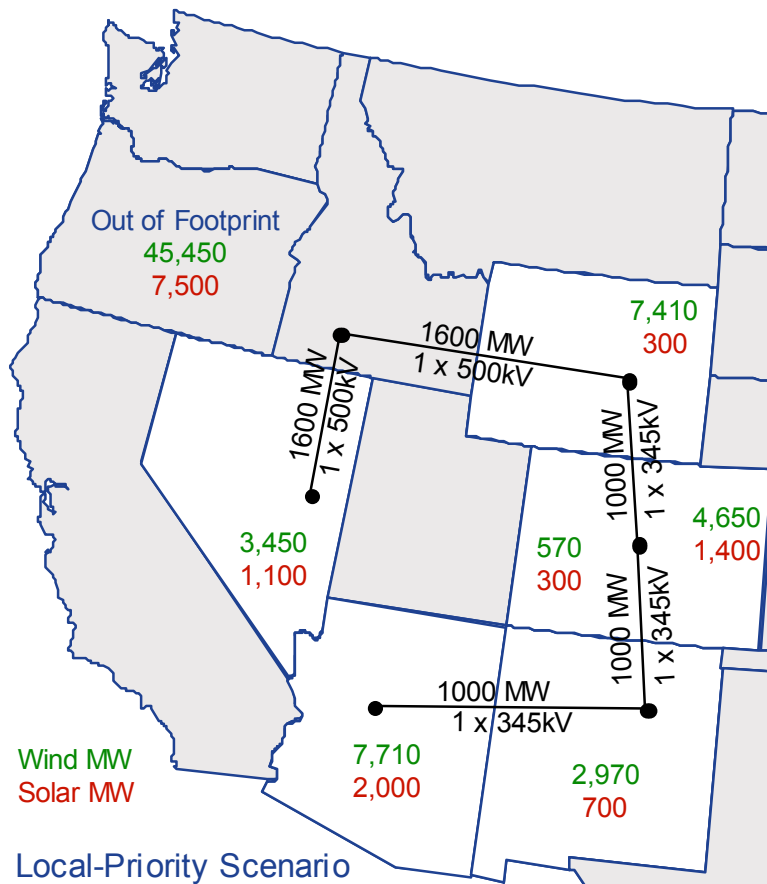 Out of Footprint
45,450
7,500
7,410
300
1600 MW
1 x 500kV
1600 MW
1 x 500kV
1000 MW
1 x 345kV
3,450
1,100
570
300
4,650
1,400
1000 MW
1 x 345kV
1000 MW
1 x 345kV
7,710
2,000
2,970
700
Wind MW
Solar MW
Local-Priority Scenario